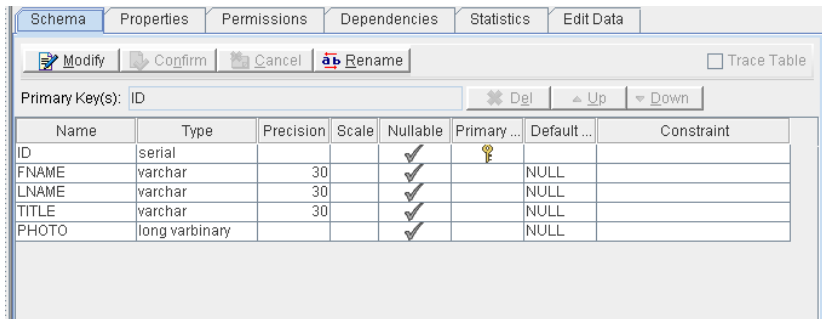 Schema Properties Permissions Dependencies Statistics Edit Data
Modify Confirm Cancel ab Rename Trace Table
Primary Key(s): ID Del Up Down
Name Type Precision Scale Nullable Primary ... Default ... Constraint
ID serial
FNAME varchar 30 NULL
LNAME varchar 30 NULL
TITLE varchar 30 NULL
PHOTO long varbinary NULL